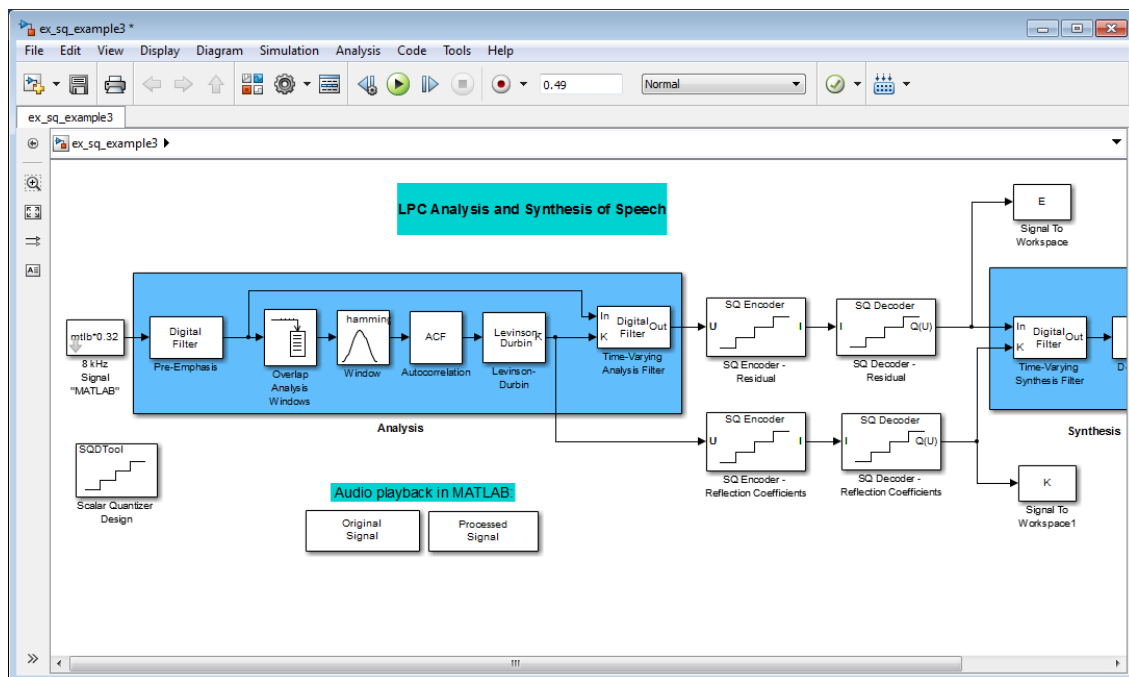 ex_sq_example3 *
File Edit View Display Diagram Simulation Analysis Code Tools Help
0.49 Normal
ex_sq_example3
ex_sq_example3
LPC Analysis and Synthesis of Speech
E
Signal To
Workspace
mtlb*0.32
8 kHz
Signal
"MATLAB"
Digital
Filter
Pre-Emphasis
Overlap
Analysis
Windows
hamming
Window
ACF
Autocorrelation
Levinson
Durbin
K
Levinson-
Durbin
In
K
Digital
Filter
Out
Time-Varying
Analysis Filter
SQ Encoder
U I
SQ Encoder -
Residual
SQ Decoder
I Q(U)
SQ Decoder -
Residual
In
K
Digital
Filter
Out
Time-Varying
Synthesis Filter
Analysis
Synthesis
SQ Encoder
U I
SQ Encoder -
Reflection Coefficients
SQ Decoder
I Q(U)
SQ Decoder -
Reflection Coefficients
K
Signal To
Workspace1
SQDTool
Scalar Quantizer
Design
Audio playback in MATLAB:
Original
Signal
Processed
Signal